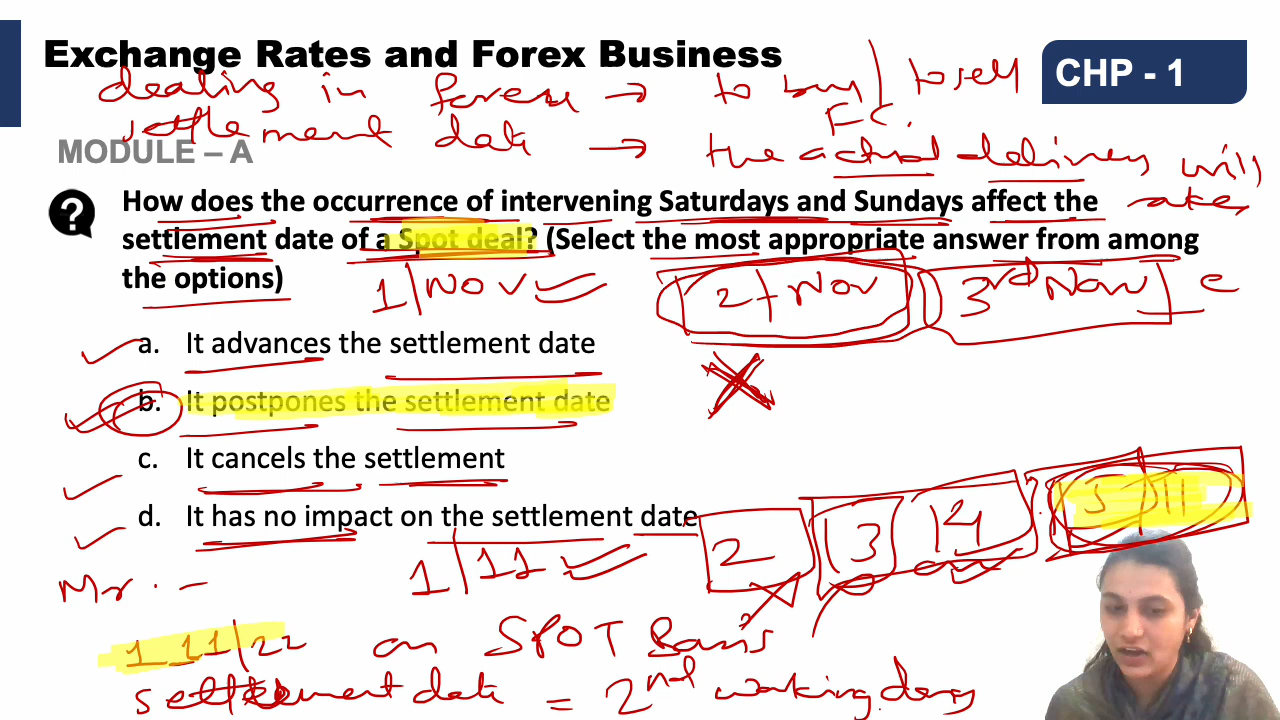 Exchange Rates and Forex Business
CHP - 1
dealing in forex → to buy / to sell
FC
settlement date → the actual delivery will
MODULE – A
How does the occurrence of intervening Saturdays and Sundays affect the
settlement date of a Spot deal? (Select the most appropriate answer from among
the options)
1/Nov
2/Nov
3rd Nov
a. It advances the settlement date
b. It postpones the settlement date
c. It cancels the settlement
d. It has no impact on the settlement date
1/11
2
3
4
5/11
Mr. -
1 11/22 on SPOT Basis
settlement date = 2nd working day